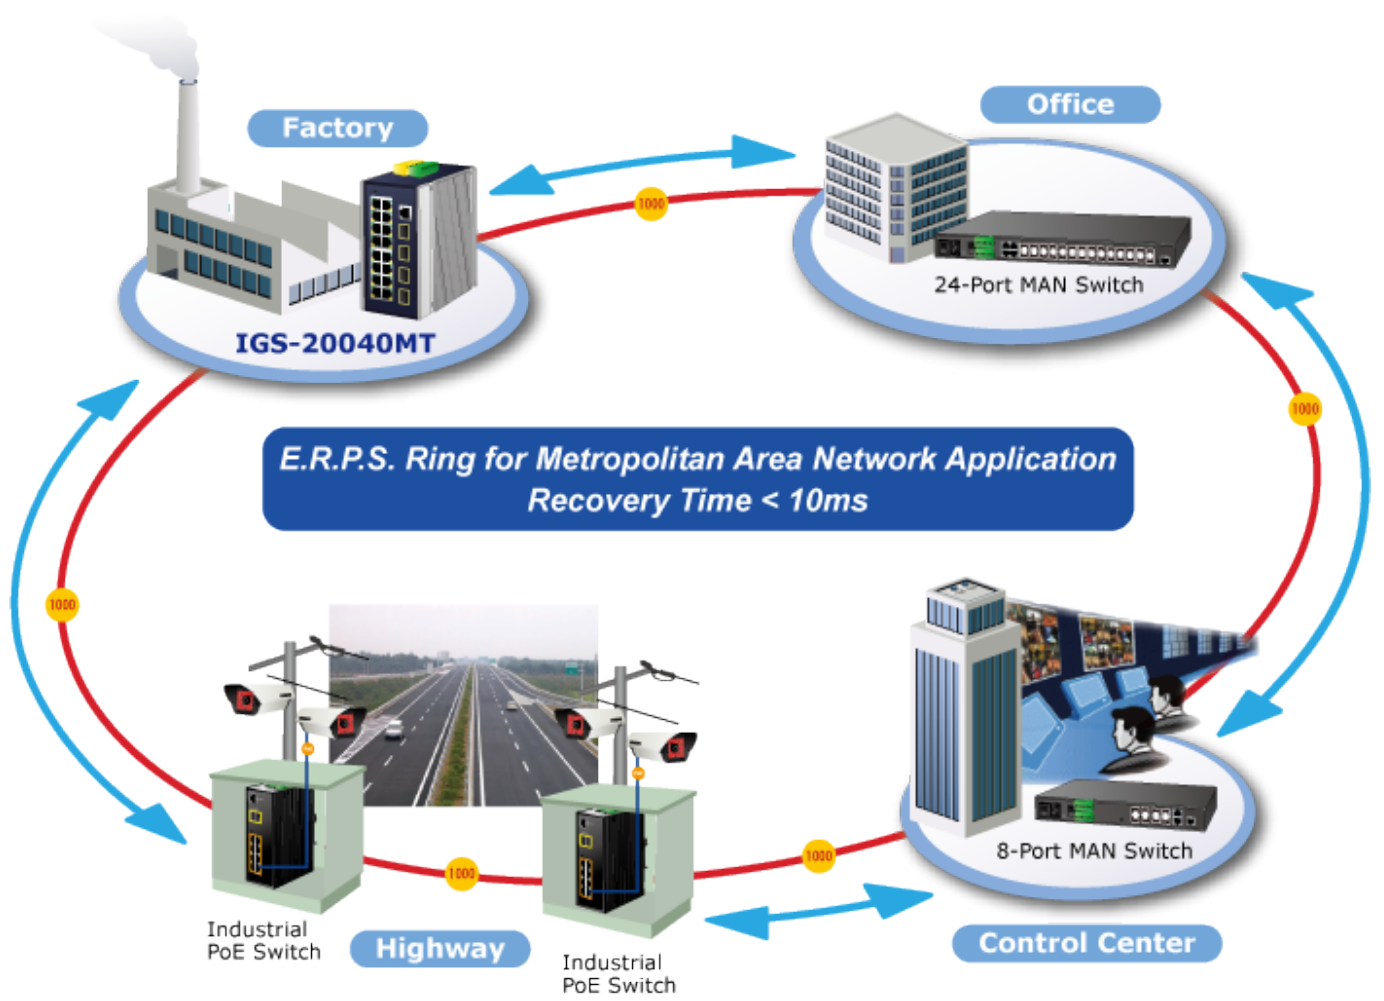 Factory
Office
1000
24-Port MAN Switch
IGS-20040MT
1000
E.R.P.S. Ring for Metropolitan Area Network Application
Recovery Time < 10ms
1000
1000
1000
8-Port MAN Switch
Industrial
PoE Switch
Highway
Industrial
PoE Switch
Control Center